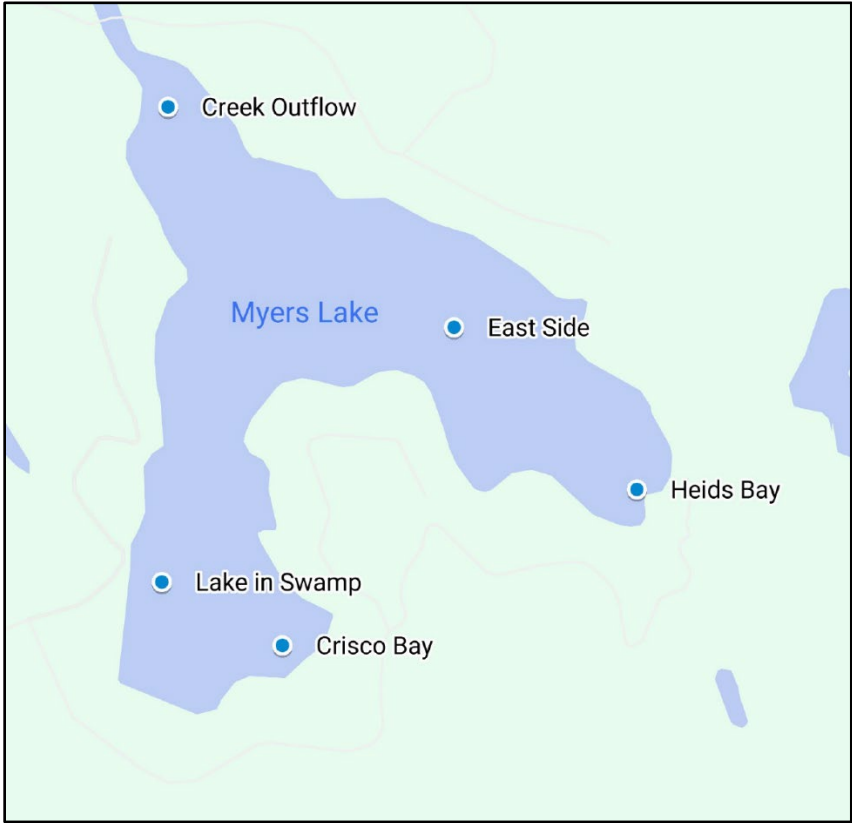 Creek Outflow
Myers Lake
East Side
Heids Bay
Lake in Swamp
Crisco Bay